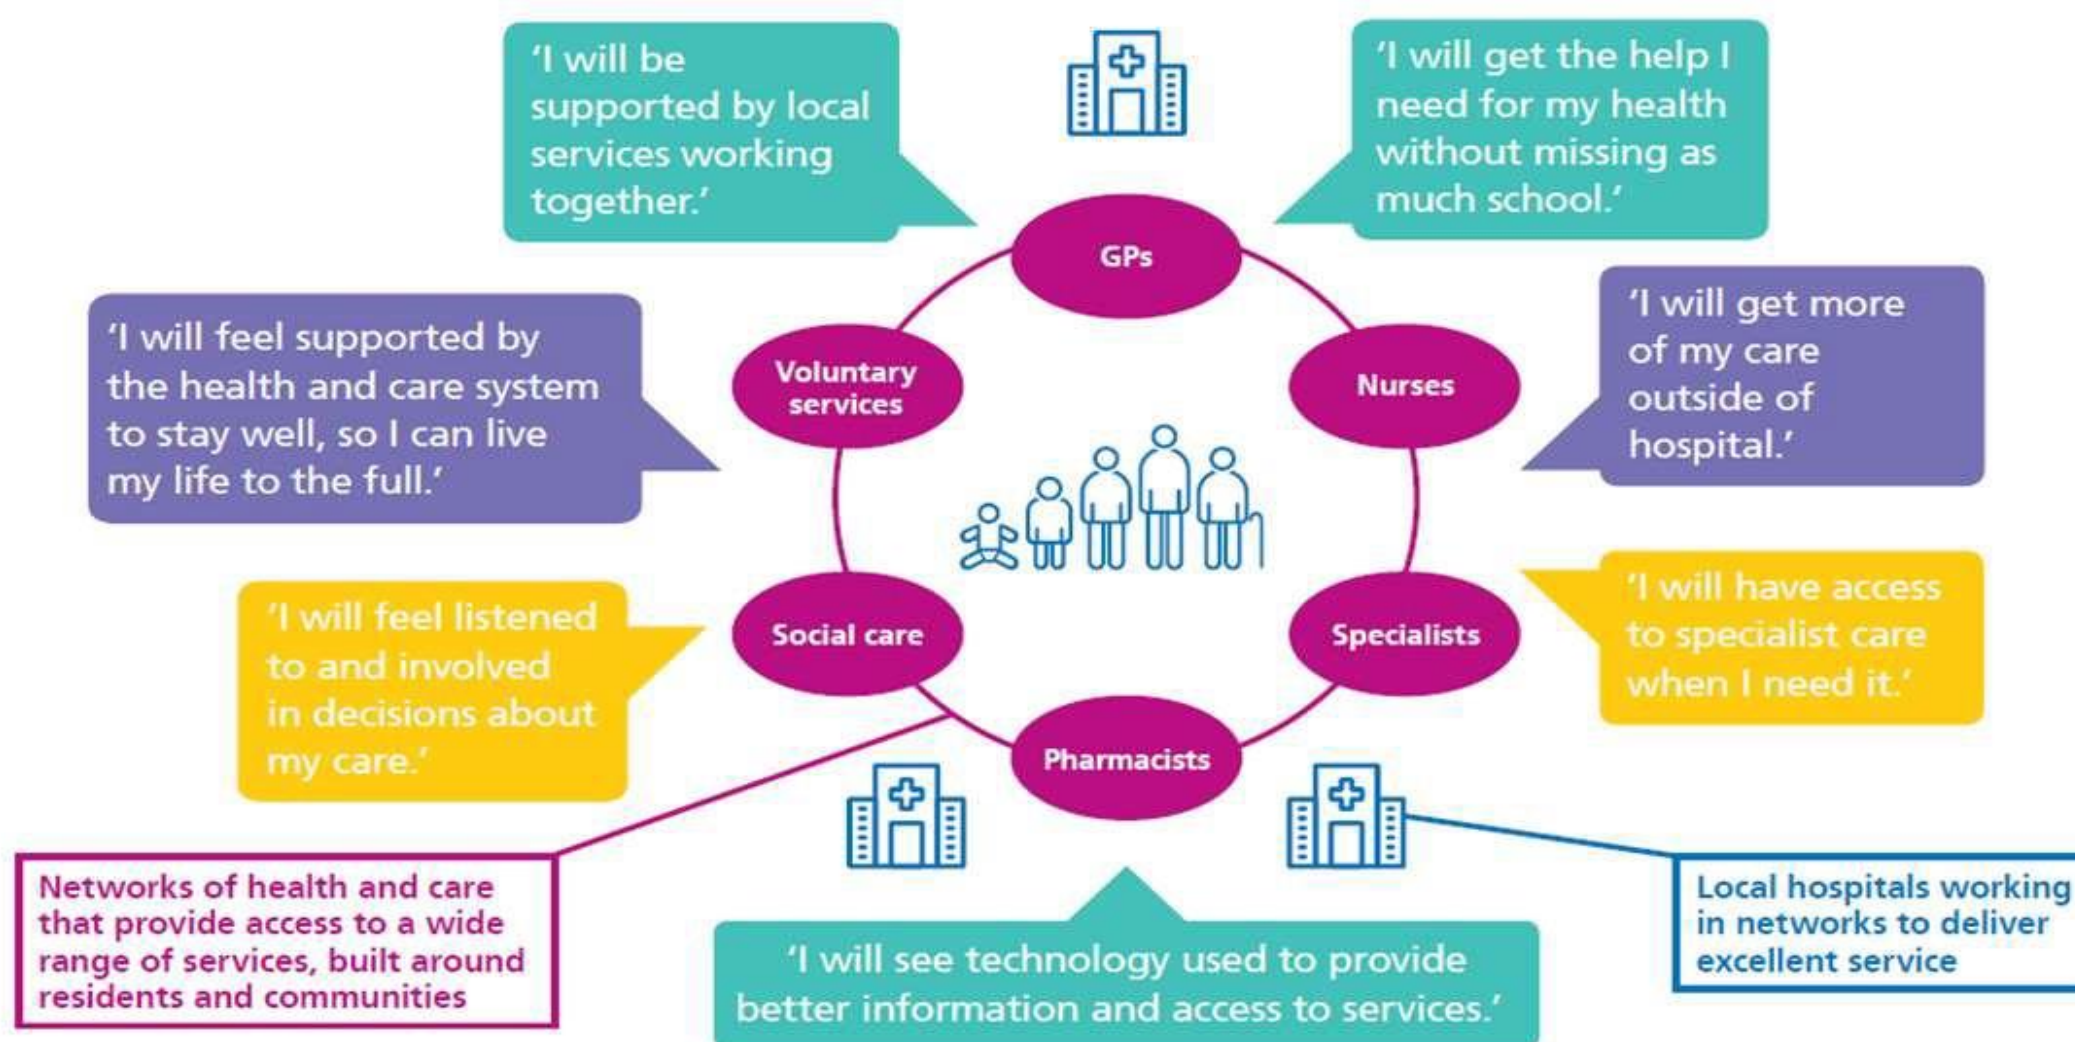 ‘I will be
supported by local
services working
together.’
‘I will get the help I
need for my health
without missing as
much school.’
GPs
‘I will feel supported by
the health and care system
to stay well, so I can live
my life to the full.’
Voluntary
services
Nurses
‘I will get more
of my care
outside of
hospital.’
‘I will feel listened
to and involved
in decisions about
my care.’
Social care
Specialists
‘I will have access
to specialist care
when I need it.’
Pharmacists
Networks of health and care
that provide access to a wide
range of services, built around
residents and communities
‘I will see technology used to provide
better information and access to services.’
Local hospitals working
in networks to deliver
excellent service